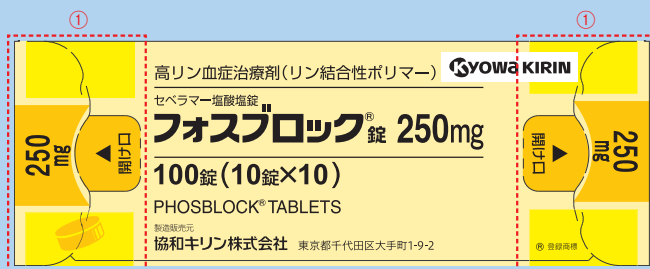 ①
①
高リン血症治療剤（リン結合性ポリマー）
KYOWA KIRIN
セベラマー塩酸塩錠
フォスブロック®錠 250mg
100錠（10錠×10）
PHOSBLOCK® TABLETS
製造販売元
協和キリン株式会社 東京都千代田区大手町1-9-2
250mg
開け口
開け口
250mg
® 登録商標